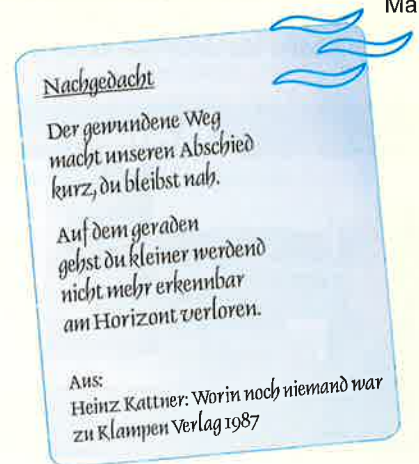 Ma
Nachgedacht
Der gewundene Weg
macht unseren Abschied
kurz, du bleibst nah.
Auf dem geraden
gehst du kleiner werdend
nicht mehr erkennbar
am Horizont verloren.
Aus:
Heinz Kattner: Worin noch niemand war
zu Klampen Verlag 1987